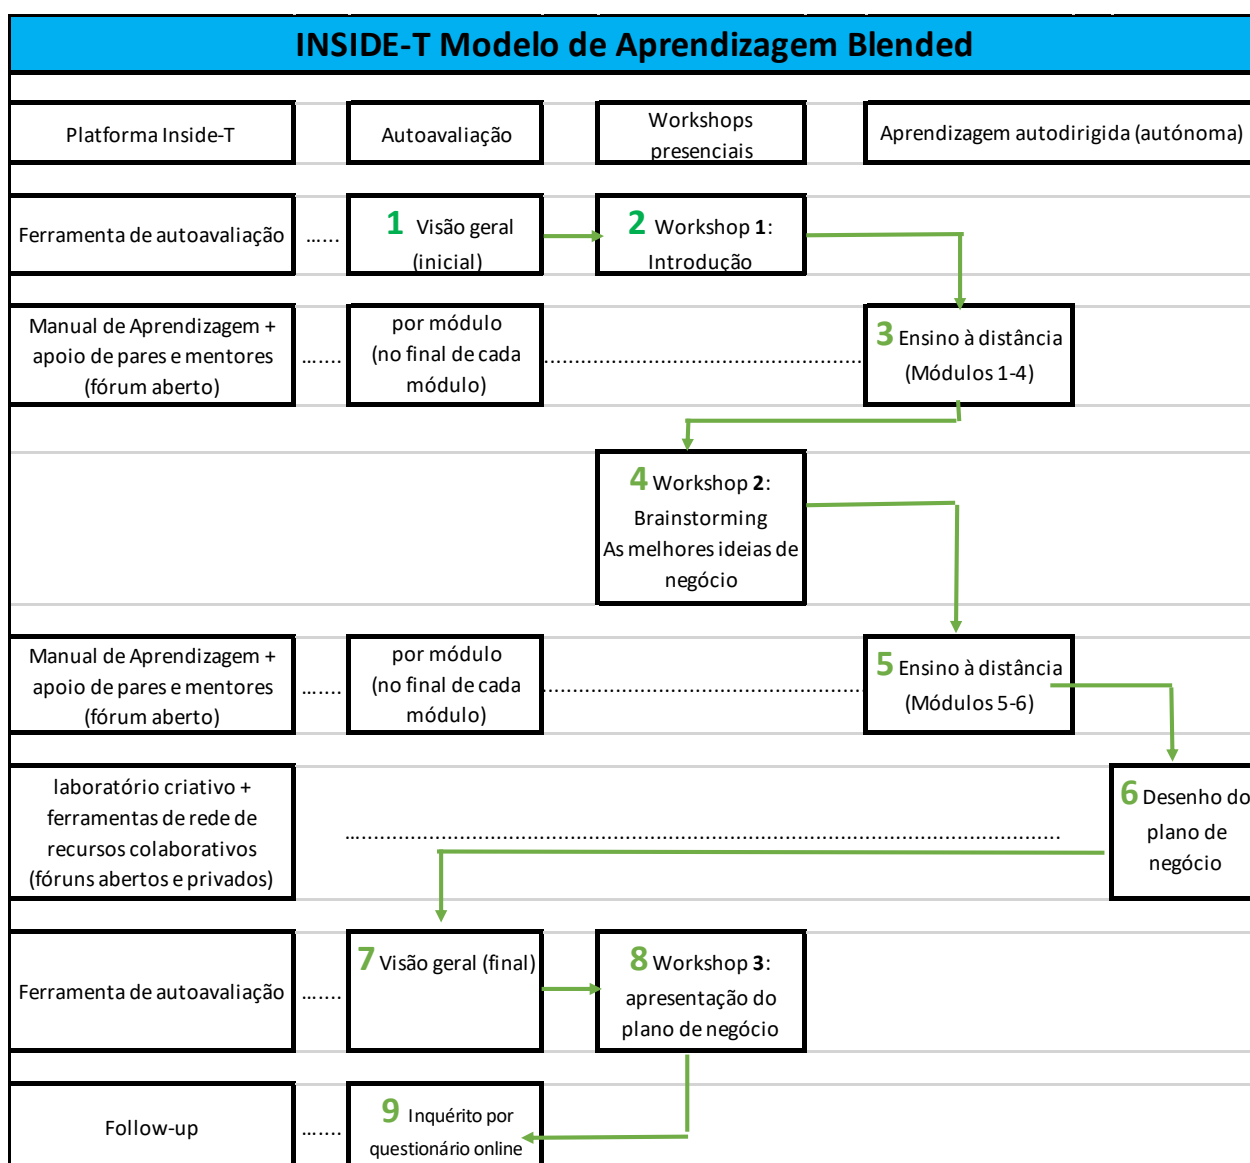 INSIDE-T Modelo de Aprendizagem Blended
Platforma Inside-T
Autoavaliação
Workshops
presenciais
Aprendizagem autodirigida (autónoma)
Ferramenta de autoavaliação
......
1 Visão geral
(inicial)
2 Workshop 1:
Introdução
Manual de Aprendizagem +
apoio de pares e mentores
(fórum aberto)
.......
por módulo
(no final de cada
módulo)
3 Ensino à distância
(Módulos 1-4)
4 Workshop 2:
Brainstorming
As melhores ideias de
negócio
Manual de Aprendizagem +
apoio de pares e mentores
(fórum aberto)
.......
por módulo
(no final de cada
módulo)
5 Ensino à distância
(Módulos 5-6)
laboratório criativo +
ferramentas de rede de
recursos colaborativos
(fóruns abertos e privados)
6 Desenho do
plano de
negócio
Ferramenta de autoavaliação
.......
7 Visão geral (final)
8 Workshop 3:
apresentação do
plano de negócio
Follow-up
.......
9 Inquérito por
questionário online